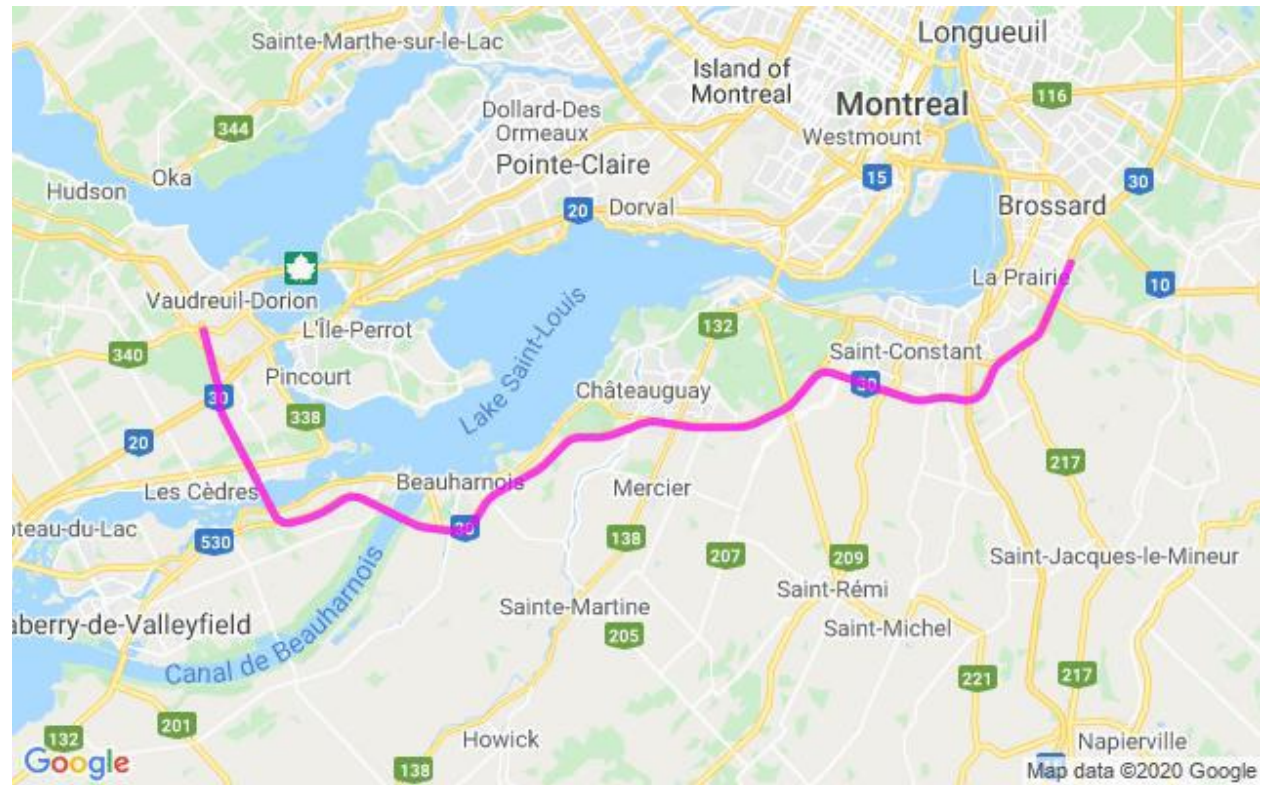 Longueuil
Sainte-Marthe-sur-le-Lac
Island of
Montreal
116
Montreal
Dollard-Des
Ormeaux
344
Westmount
Pointe-Claire
Oka
15
30
Hudson
20
Dorval
Brossard
La Prairie
10
Vaudreuil-Dorion
132
L'Île-Perrot
340
Saint-Constant
Lake Saint-Louis
Pincourt
Châteauguay
30
30
338
20
217
Les Cèdres
Beauharnois
Mercier
oteau-du-Lac
530
30
138
207
209
Saint-Jacques-le-Mineur
Saint-Rémi
Sainte-Martine
aberry-de-Valleyfield
205
Saint-Michel
Canal de Beauharnois
221
217
201
132
Howick
Napierville
Google
138
Map data ©2020 Google